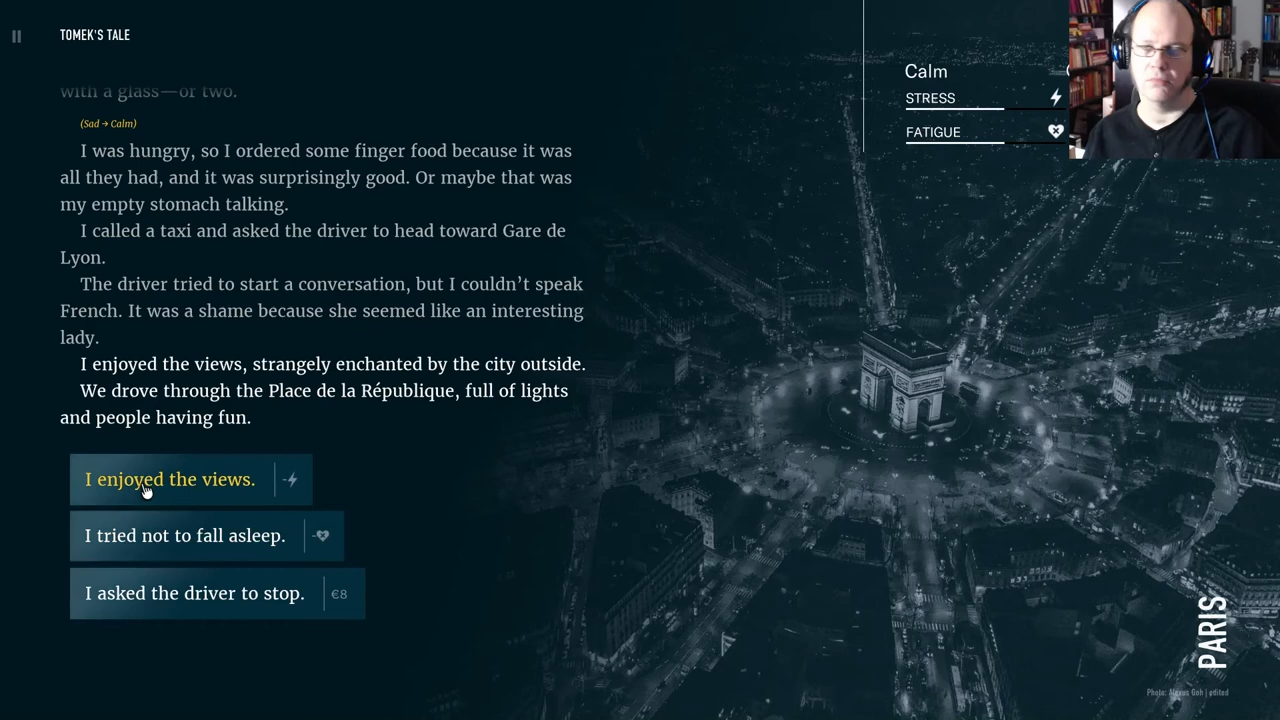 TOMEK'S TALE
with a glass—or two.
(Sad → Calm)
I was hungry, so I ordered some finger food because it was
all they had, and it was surprisingly good. Or maybe that was
my empty stomach talking.
I called a taxi and asked the driver to head toward Gare de
Lyon.
The driver tried to start a conversation, but I couldn't speak
French. It was a shame because she seemed like an interesting
lady.
I enjoyed the views, strangely enchanted by the city outside.
We drove through the Place de la République, full of lights
and people having fun.
I enjoyed the views.
I tried not to fall asleep.
I asked the driver to stop. €8
Calm
STRESS
FATIGUE
PARIS
Photo: Alexus Goh | edited